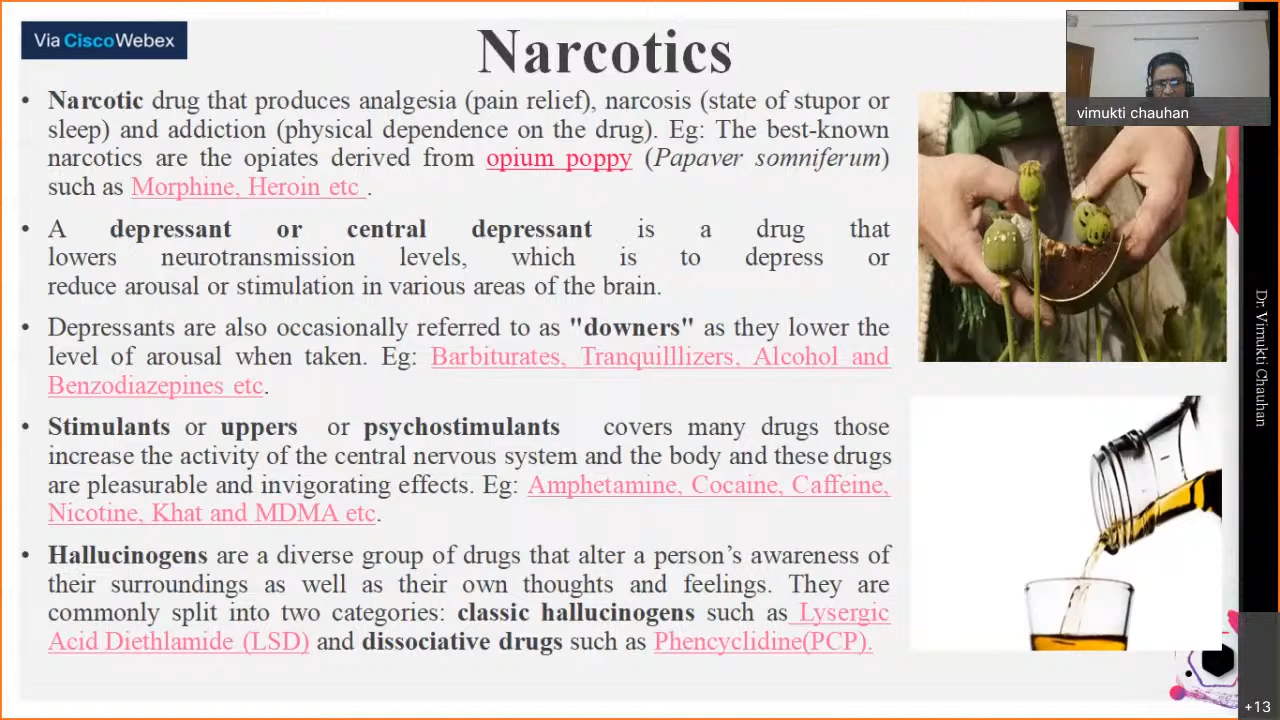 Via CiscoWebex
Narcotics
vimukti chauhan
• Narcotic drug that produces analgesia (pain relief), narcosis (state of stupor or
sleep) and addiction (physical dependence on the drug). Eg: The best-known
narcotics are the opiates derived from opium poppy (Papaver somniferum)
such as Morphine, Heroin etc .
• A depressant or central depressant is a drug that
lowers neurotransmission levels, which is to depress or
reduce arousal or stimulation in various areas of the brain.
• Depressants are also occasionally referred to as "downers" as they lower the
level of arousal when taken. Eg: Barbiturates, Tranquilllizers, Alcohol and
Benzodiazepines etc.
• Stimulants or uppers or psychostimulants covers many drugs those
increase the activity of the central nervous system and the body and these drugs
are pleasurable and invigorating effects. Eg: Amphetamine, Cocaine, Caffeine,
Nicotine, Khat and MDMA etc.
• Hallucinogens are a diverse group of drugs that alter a person’s awareness of
their surroundings as well as their own thoughts and feelings. They are
commonly split into two categories: classic hallucinogens such as Lysergic
Acid Diethlamide (LSD) and dissociative drugs such as Phencyclidine(PCP).
Dr. Vimukti Chauhan
+13